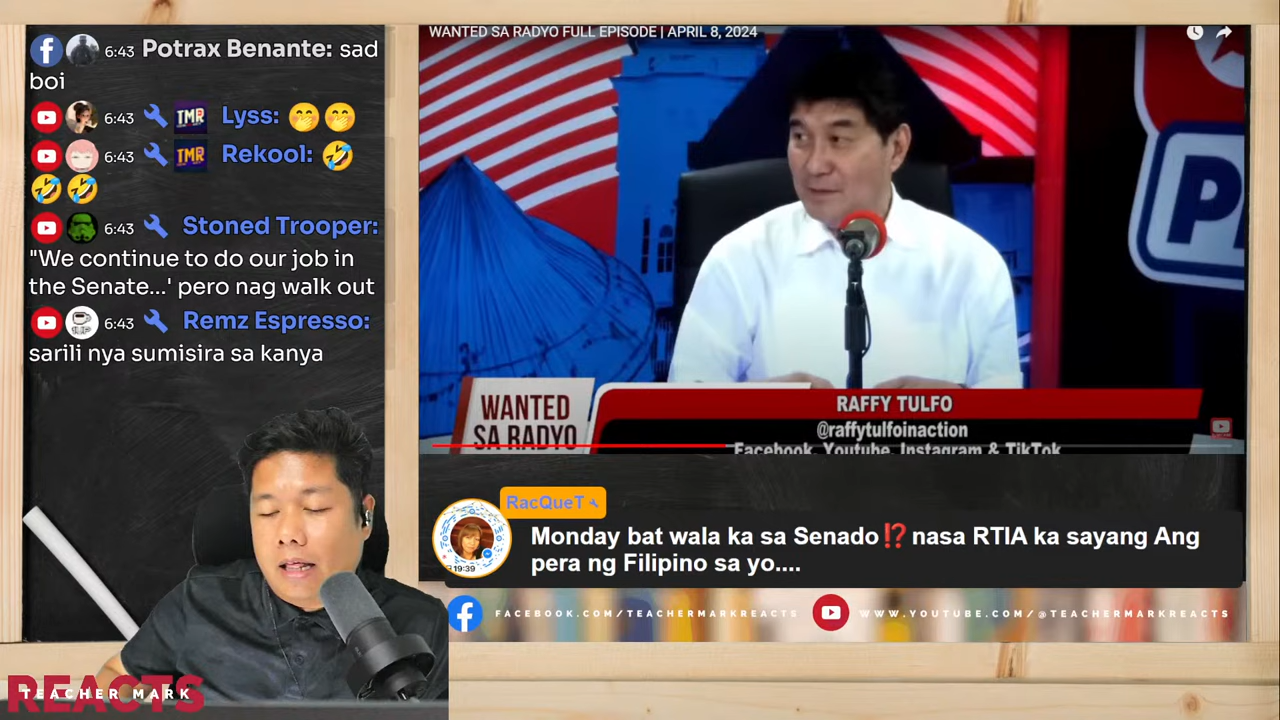 6:43 Potrax Benante: sad
boi
6:43 TMR Lyss: 🤭🤭
6:43 TMR Rekool: 🤣
🤣🤣
6:43 Stoned Trooper:
"We continue to do our job in
the Senate...' pero nag walk out
6:43 Remz Espresso:
sarili nya sumisira sa kanya
WANTED SA RADYO FULL EPISODE | APRIL 8, 2024
WANTED
SA RADYO
RAFFY TULFO
@raffytulfoinaction
Facebook, Youtube, Instagram & TikTok
RacQueT
19:39
Monday bat wala ka sa Senado⁉️nasa RTIA ka sayang Ang
pera ng Filipino sa yo....
FACEBOOK.COM/TEACHERMARKREACTS
WWW.YOUTUBE.COM/@TEACHERMARKREACTS
TEACHER MARK
REACTS